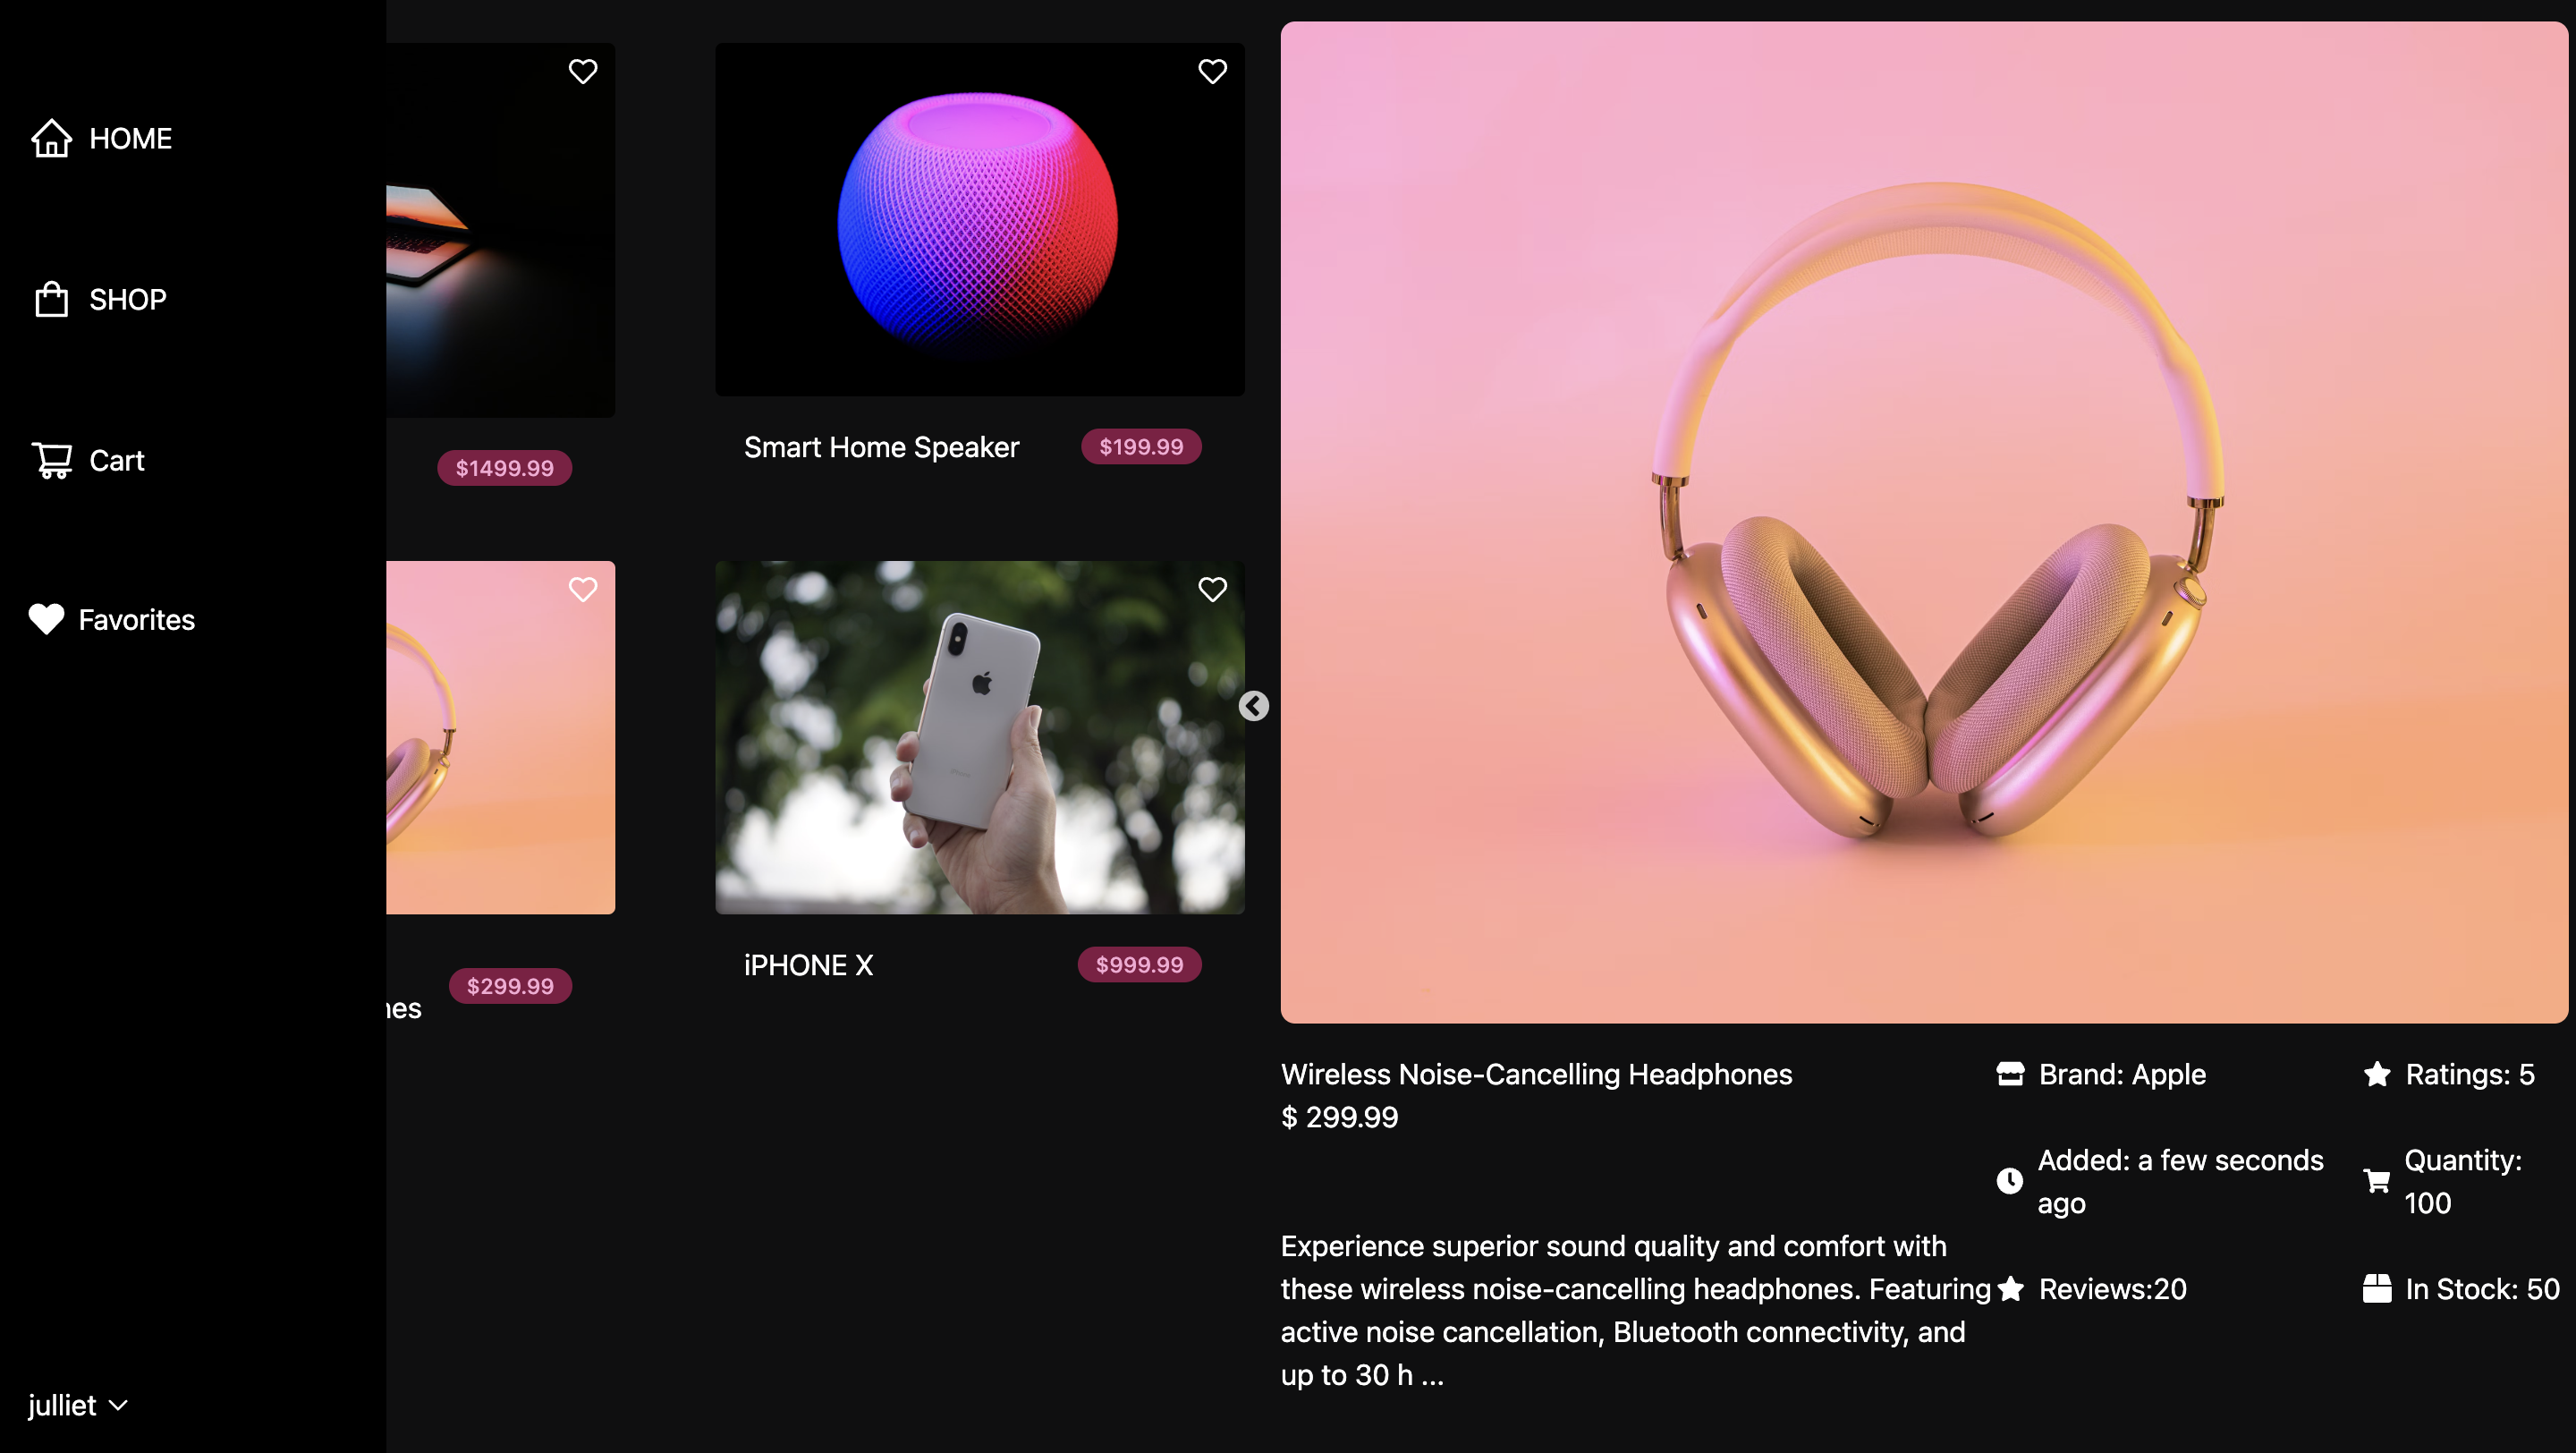 HOME
SHOP
Cart
Favorites
julliet
$1499.99
Smart Home Speaker
$199.99
$299.99
nes
iPHONE X
$999.99
Wireless Noise-Cancelling Headphones
$ 299.99
Experience superior sound quality and comfort with
these wireless noise-cancelling headphones. Featuring
active noise cancellation, Bluetooth connectivity, and
up to 30 h ...
Brand: Apple
Added: a few seconds
ago
Reviews:20
Ratings: 5
Quantity:
100
In Stock: 50